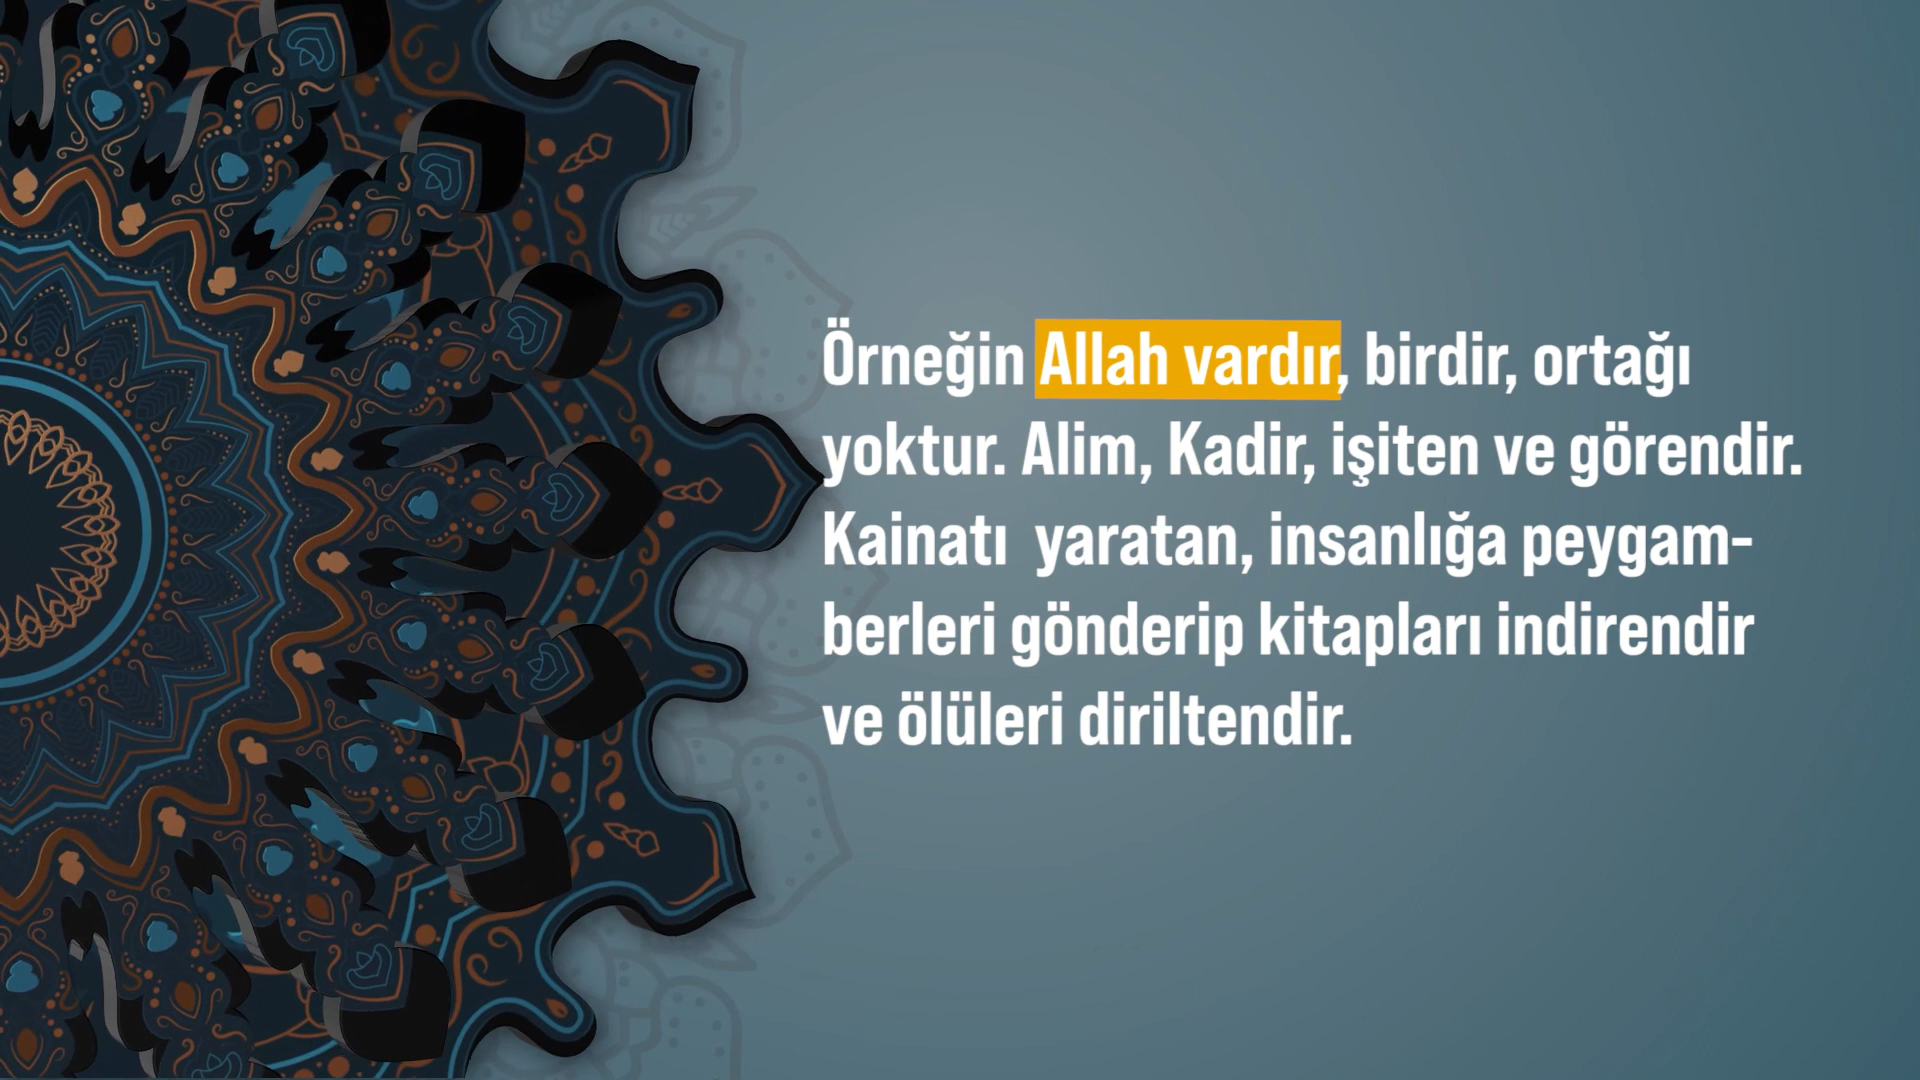 Örneğin Allah vardır, birdir, ortağı
yoktur. Alim, Kadir, işiten ve görendir.
Kainatı  yaratan, insanlığa peygam-
berleri gönderip kitapları indirendir
ve ölüleri diriltendir.